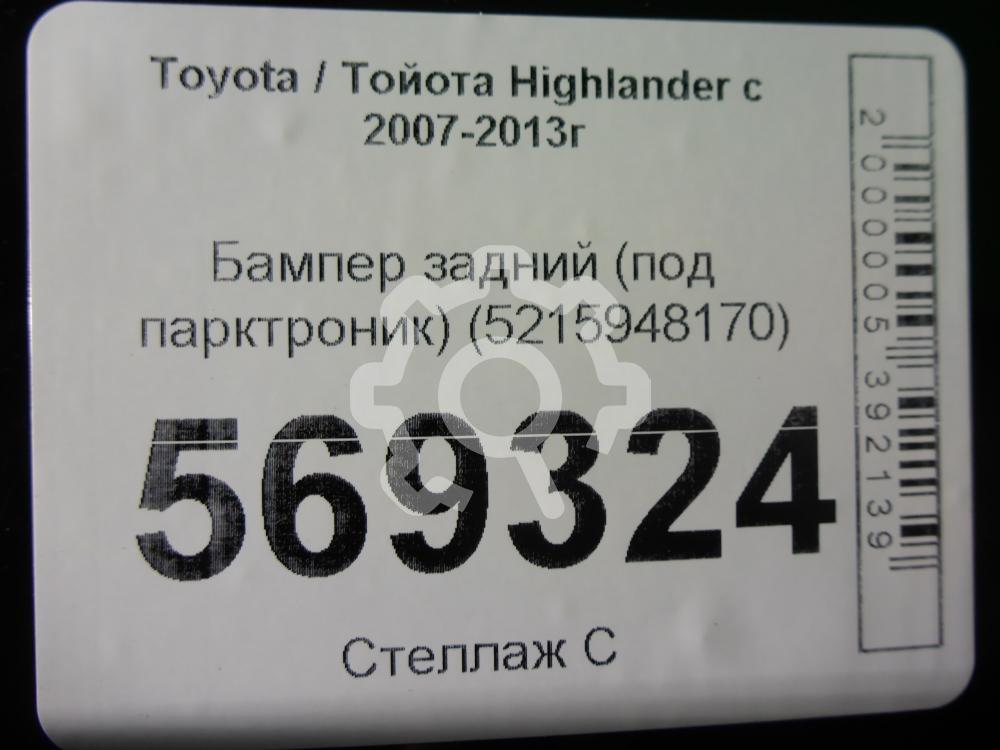 Toyota / Тойота Highlander с
2007-2013г
Бампер задний (под
парктроник) (5215948170)
569324
Стеллаж С
2000005392139